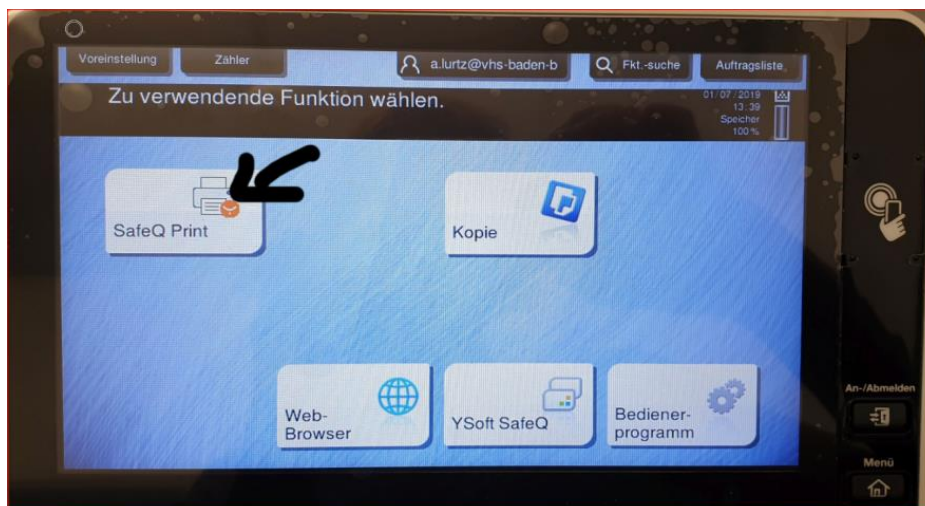 Voreinstellung
Zähler
a.lurtz@vhs-baden-b
Fkt.-suche
Auftragsliste
Zu verwendende Funktion wählen.
01/07/2019
13:39
Speicher
100 %
SafeQ Print
Kopie
Web-
Browser
YSoft SafeQ
Bediener-
programm
An-/Abmelden
Menü